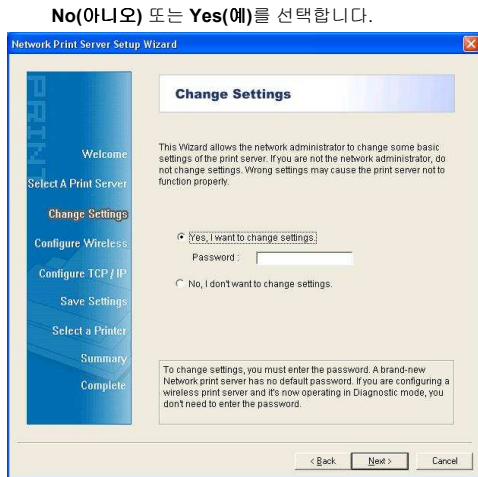 No(아니오) 또는 Yes(예)를 선택합니다.
Network Print Server Setup Wizard
PRINT
Welcome
Select A Print Server
Change Settings
Configure Wireless
Configure TCP / IP
Save Settings
Select a Printer
Summary
Complete
Change Settings
This Wizard allows the network administrator to change some basic
settings of the print server. If you are not the network administrator, do
not change settings. Wrong settings may cause the print server not to
function properly.
Yes, I want to change settings.
Password :
No, I don't want to change settings.
To change settings, you must enter the password. A brand-new
Network print server has no default password. If you are configuring a
wireless print server and it's now operating in Diagnostic mode, you
don't need to enter the password.
< Back
Next >
Cancel